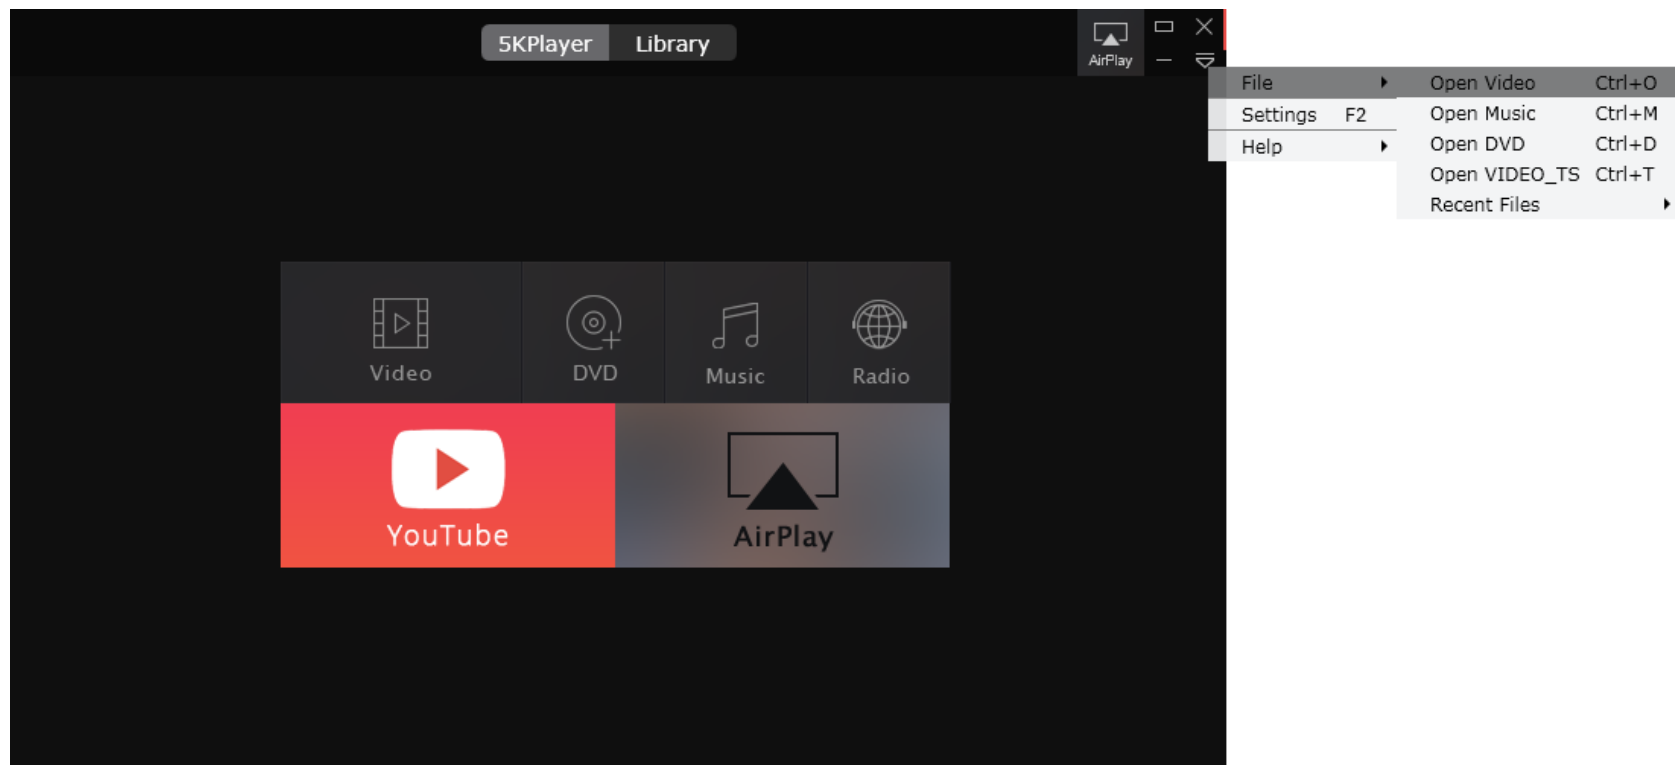 5KPlayer Library
AirPlay
File
Settings F2
Help
Open Video Ctrl+O
Open Music Ctrl+M
Open DVD Ctrl+D
Open VIDEO_TS Ctrl+T
Recent Files
Video DVD Music Radio
YouTube AirPlay